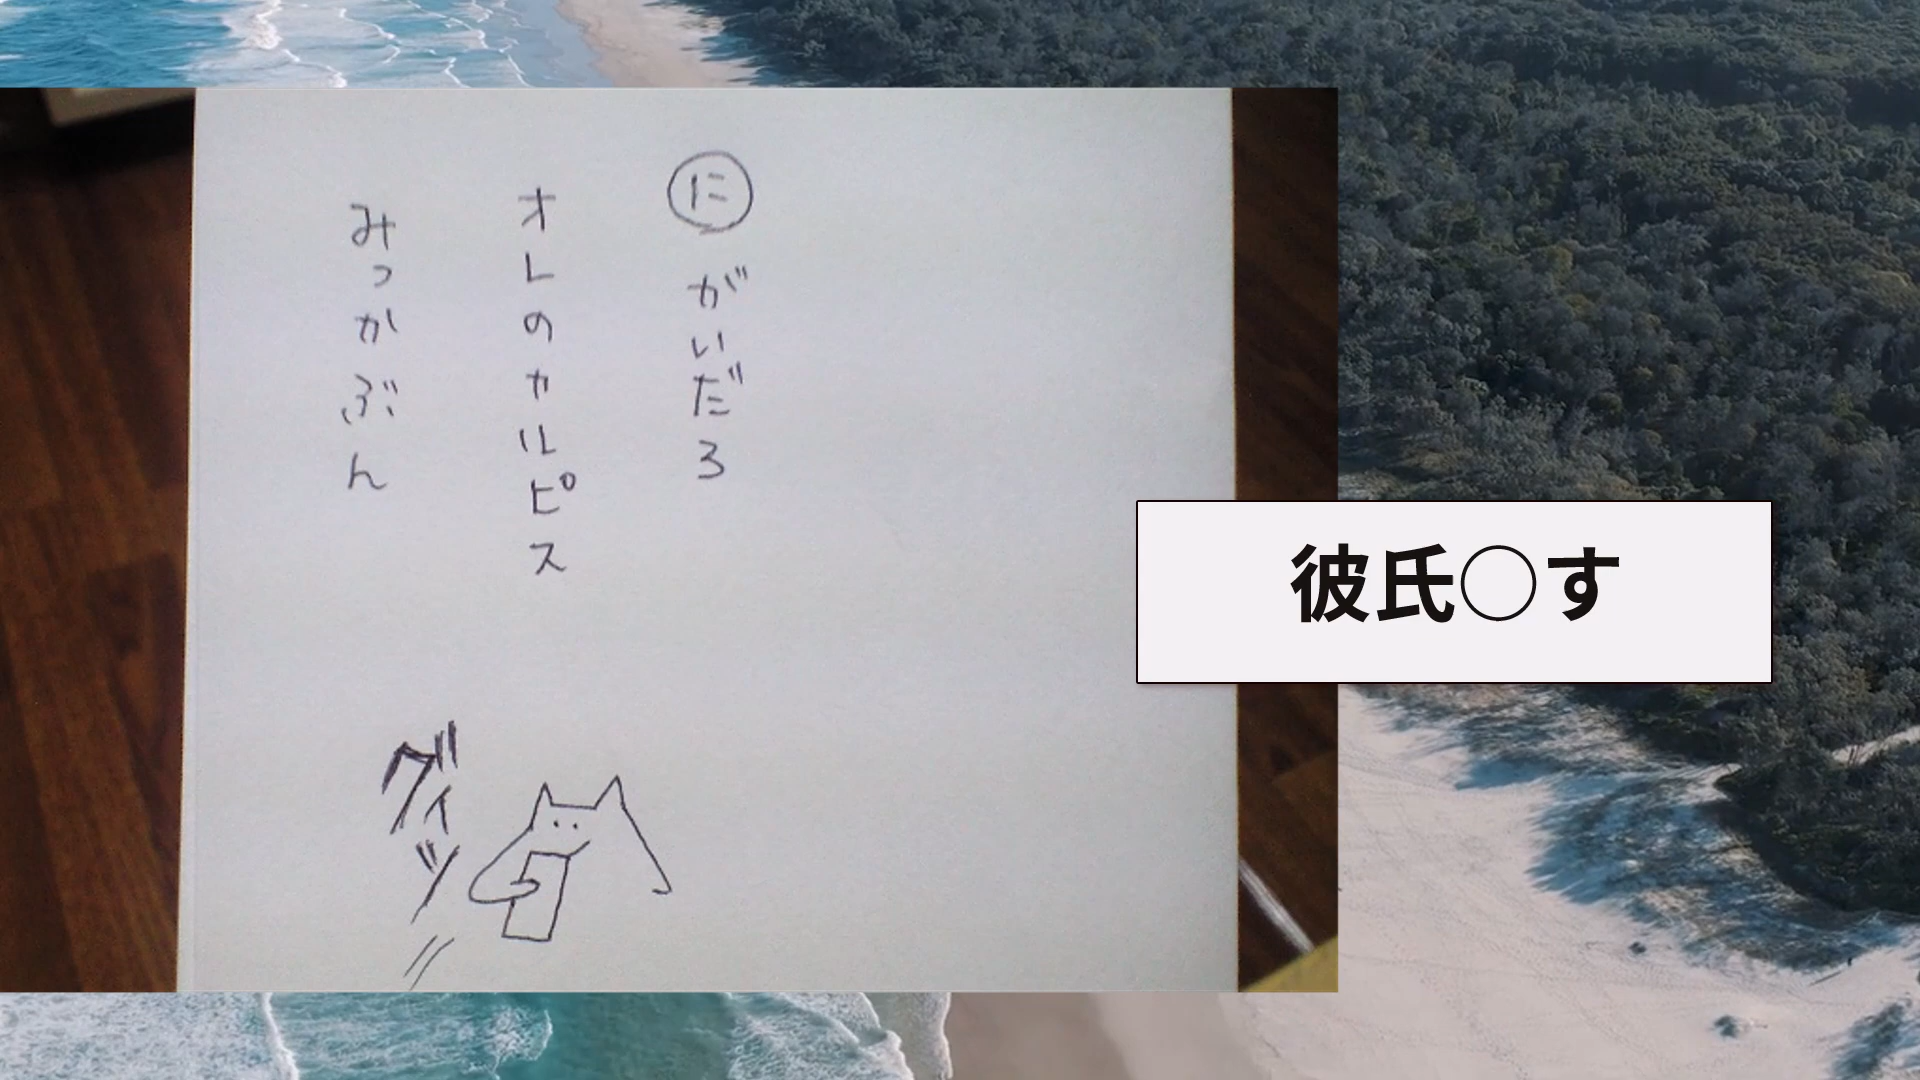 に がいだろ
オレのカルピス
みっかぶん
グイッ
彼氏◯す